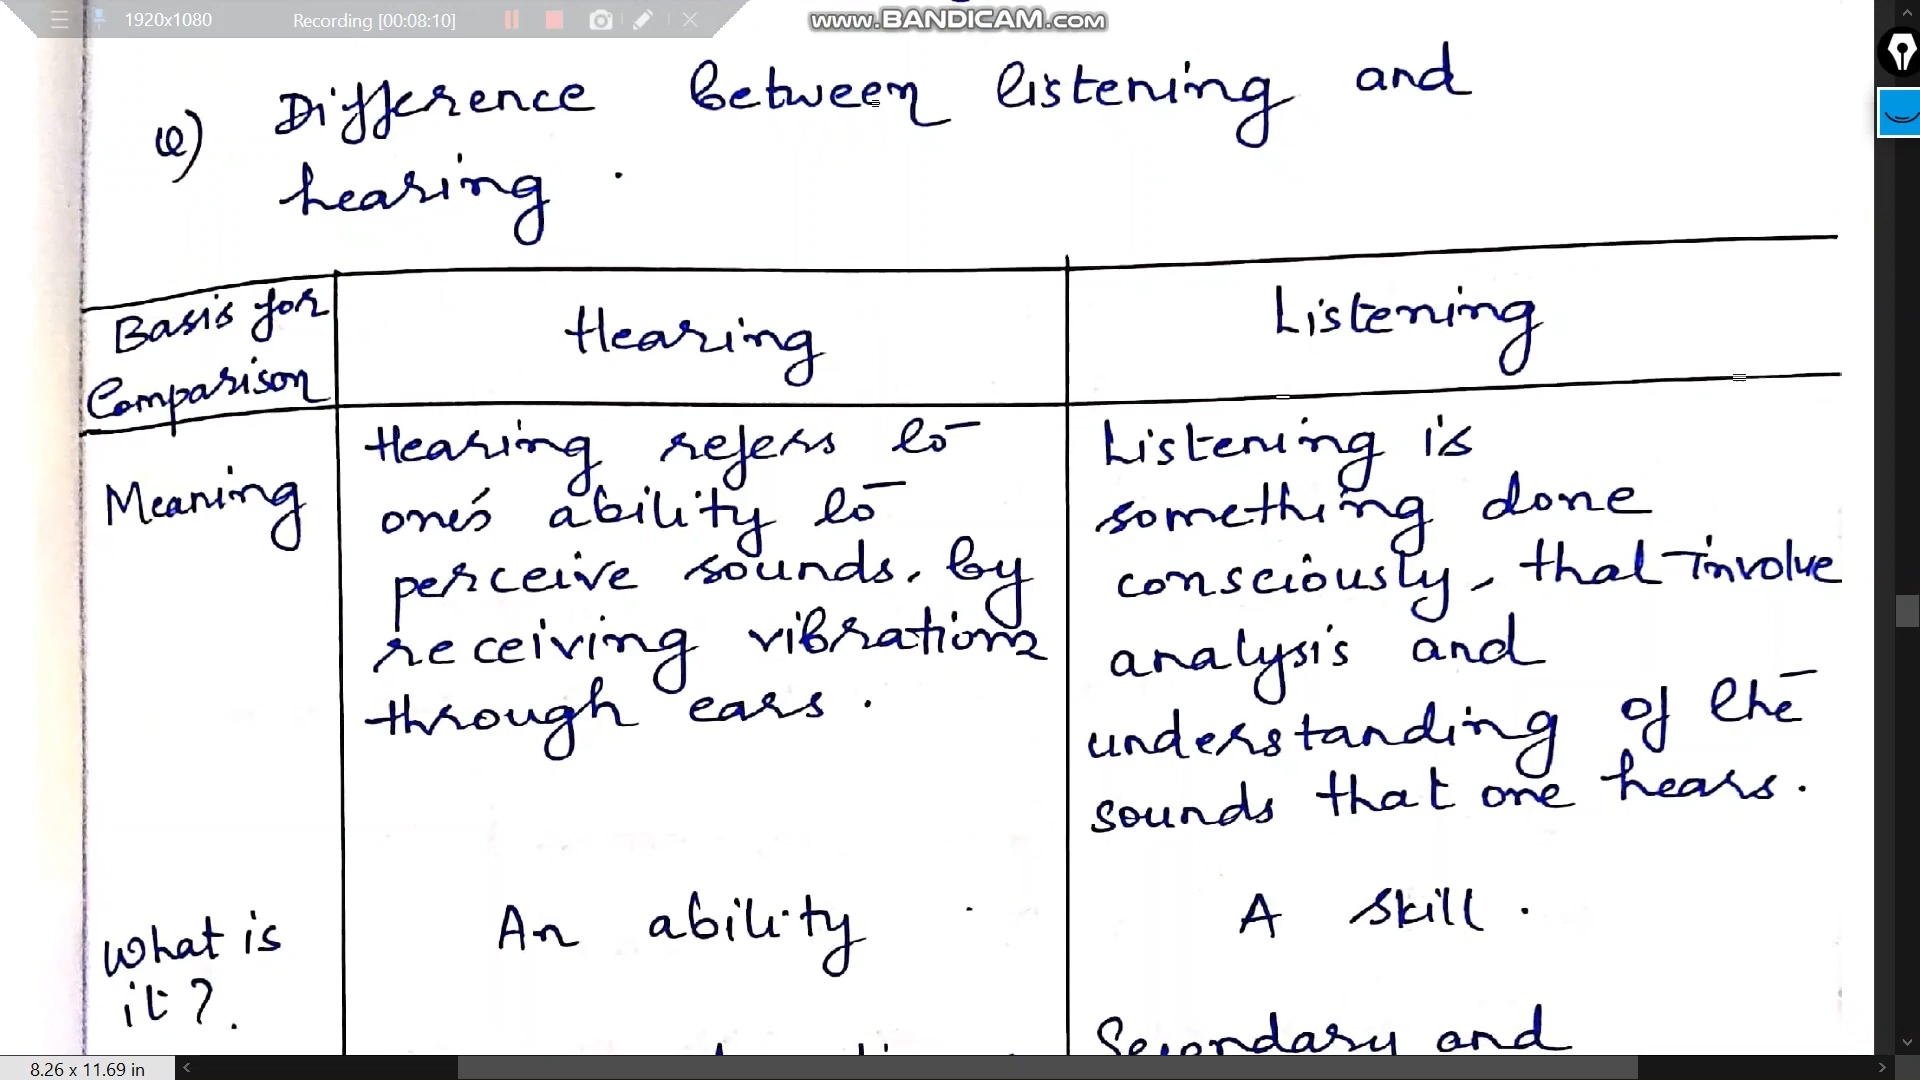 1920x1080
Recording [00:08:10]
www.BANDICAM.com
Q) Difference between listening and
hearing.
Basis for
Comparison
Hearing
Listening
Meaning
Hearing refers to
one's ability to
perceive sounds, by
receiving vibrations
through ears.
Listening is
something done
consciously, that involve
analysis and
understanding of the
sounds that one hears.
What is
it?
An ability
A skill.
Secondary and
8.26 x 11.69 in